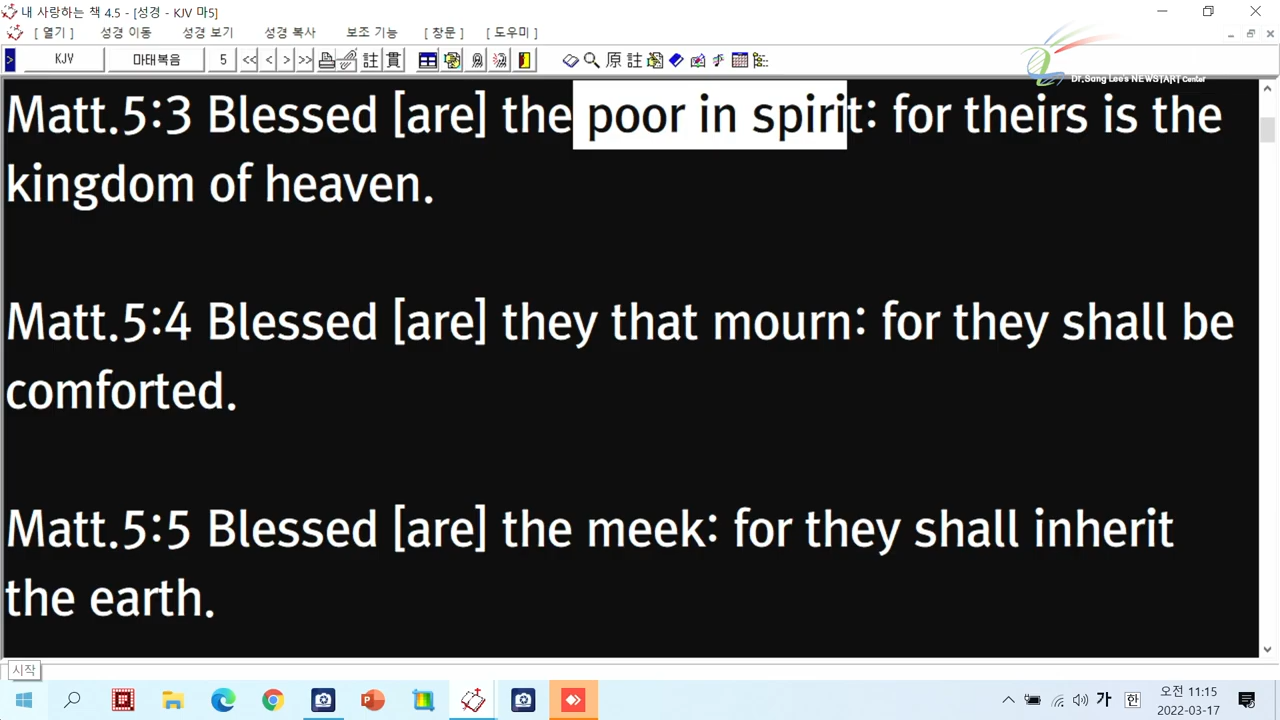 내 사랑하는 책 4.5 - [성경 - KJV 마5]
[ 열기 ] 성경 이동 성경 보기 성경 복사 보조 기능 [ 창문 ] [ 도우미 ]
KJV 마태복음 5 << < > >> 註 貫 原 註
Dr.Sang Lee's NEWSTART Center
Matt.5:3 Blessed [are] the poor in spirit: for theirs is the
kingdom of heaven.
Matt.5:4 Blessed [are] they that mourn: for they shall be
comforted.
Matt.5:5 Blessed [are] the meek: for they shall inherit
the earth.
시작
가 한 오전 11:15
2022-03-17